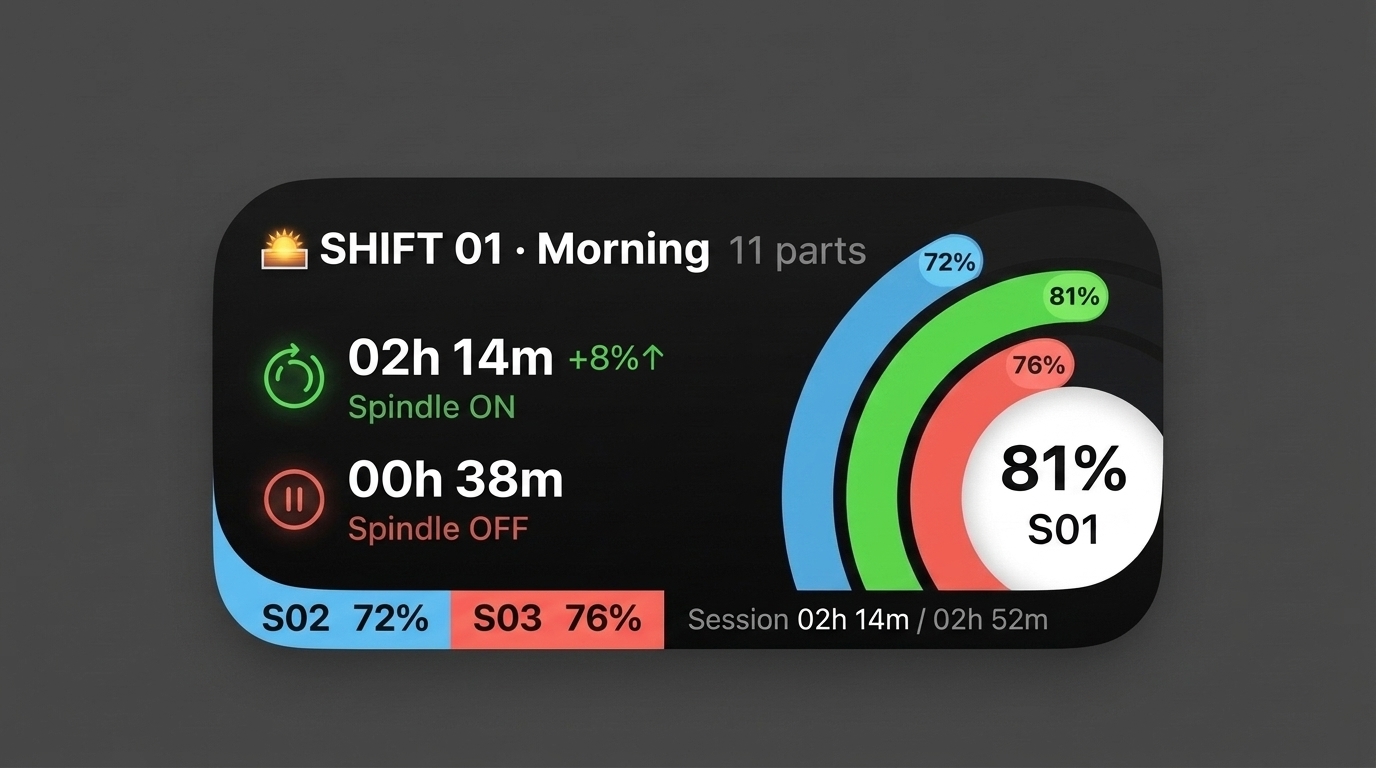 SHIFT 01 · Morning 11 parts
72%
81%
76%
02h 14m +8%↑
Spindle ON
00h 38m
Spindle OFF
81%
S01
S02 72% S03 76% Session 02h 14m / 02h 52m